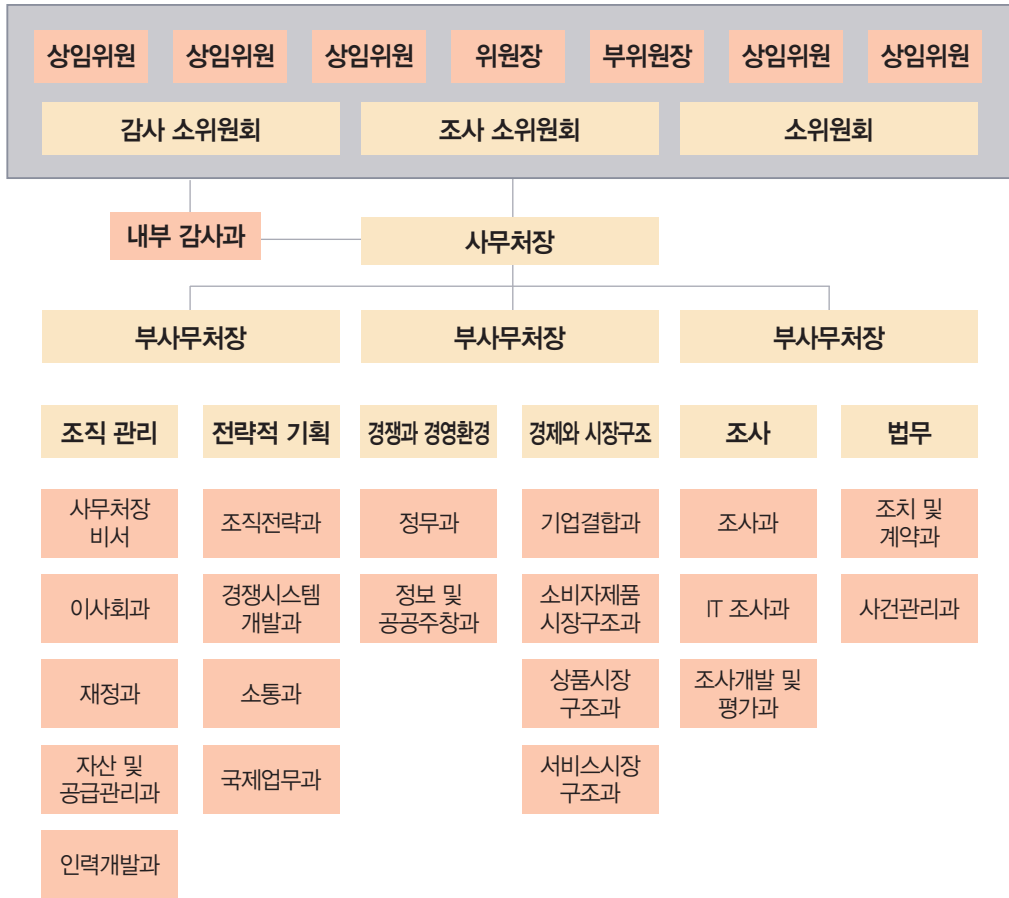 상임위원 상임위원 상임위원 위원장 부위원장 상임위원 상임위원
감사 소위원회 조사 소위원회 소위원회
내부 감사과 사무처장
부사무처장 부사무처장 부사무처장
조직 관리 전략적 기획 경쟁과 경영환경 경제와 시장구조 조사 법무
사무처장
비서
조직전략과
정무과
기업결합과
조사과
조치 및
계약과
이사회과
경쟁시스템
개발과
정보 및
공공주창과
소비자제품
시장구조과
IT 조사과
사건관리과
재정과
소통과
상품시장
구조과
조사개발 및
평가과
자산 및
공급관리과
국제업무과
서비스시장
구조과
인력개발과